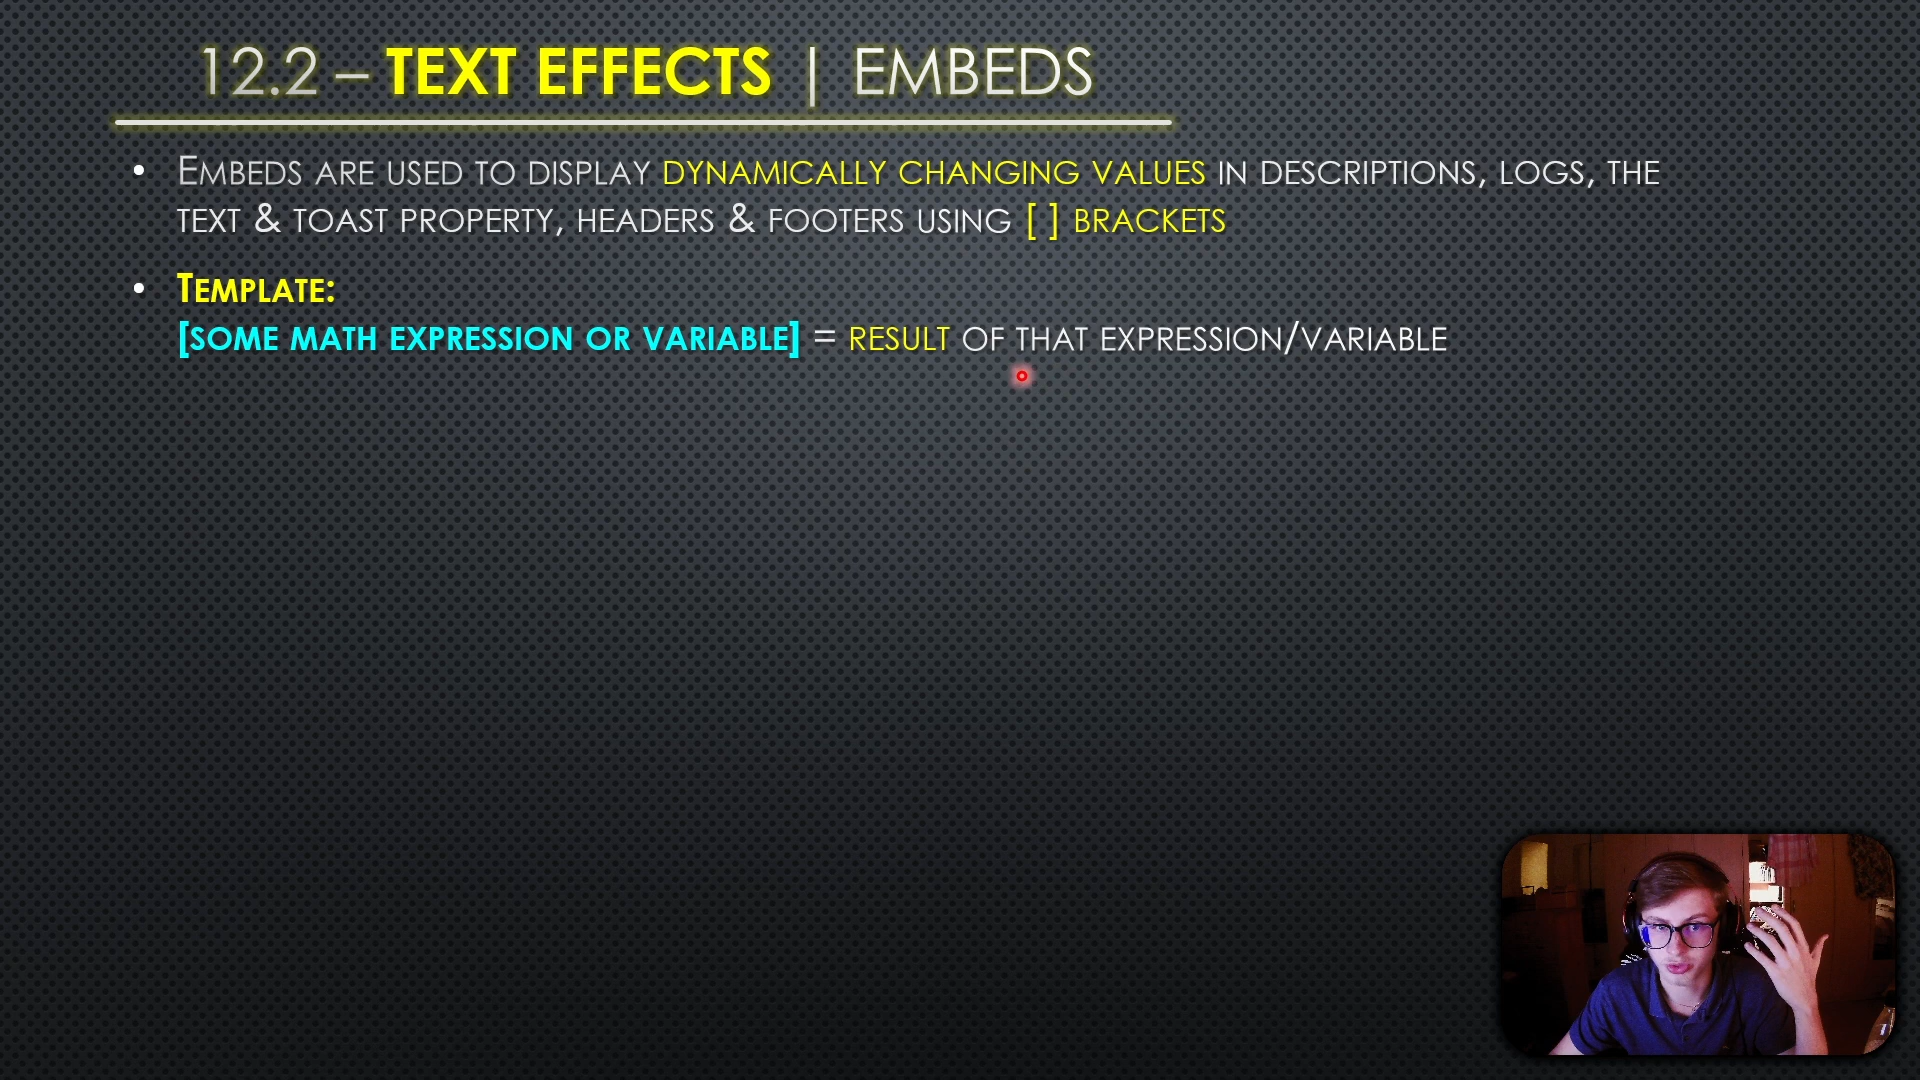 12.2 – TEXT EFFECTS | EMBEDS
• EMBEDS ARE USED TO DISPLAY DYNAMICALLY CHANGING VALUES IN DESCRIPTIONS, LOGS, THE
TEXT & TOAST PROPERTY, HEADERS & FOOTERS USING [ ] BRACKETS
• TEMPLATE:
[SOME MATH EXPRESSION OR VARIABLE] = RESULT OF THAT EXPRESSION/VARIABLE